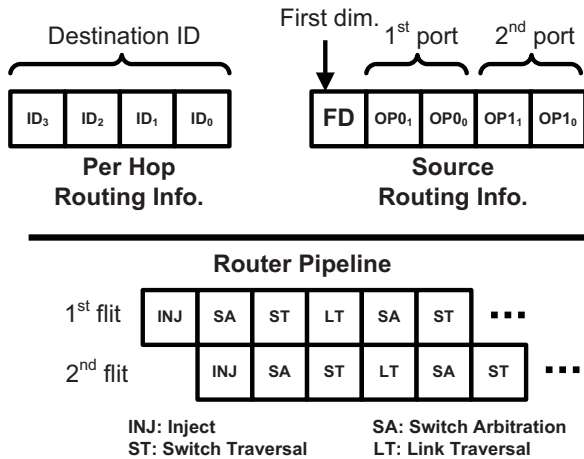 First dim.
Destination ID
1st port
2nd port
ID3 ID2 ID1 ID0
FD OP01 OP00 OP11 OP10
Per Hop
Routing Info.
Source
Routing Info.
Router Pipeline
1st flit INJ SA ST LT SA ST ...
2nd flit INJ SA ST LT SA ST ...
INJ: Inject SA: Switch Arbitration
ST: Switch Traversal LT: Link Traversal